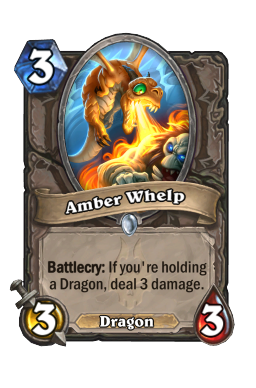 3
Amber Whelp
Battlecry: If you're holding
a Dragon, deal 3 damage.
3 Dragon 3